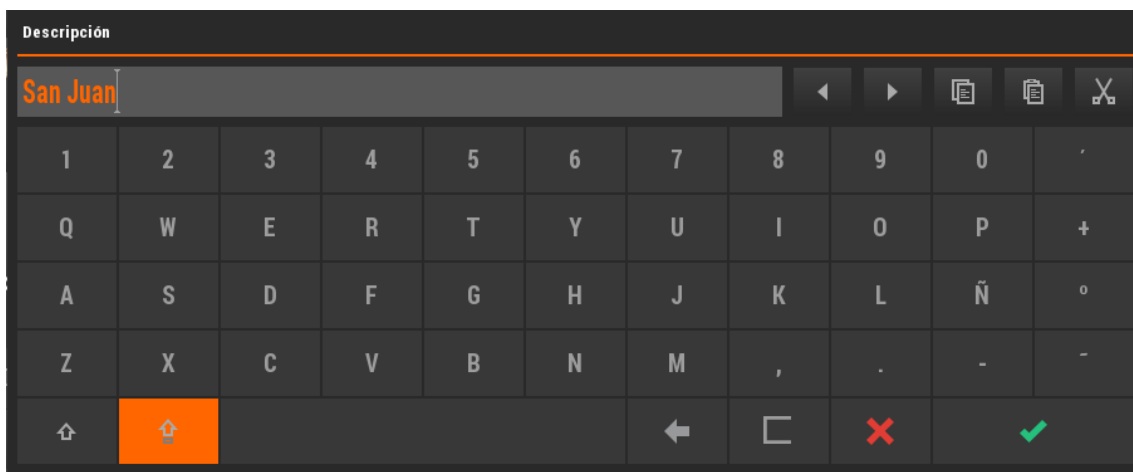 Descripción
San Juan
1 2 3 4 5 6 7 8 9 0 ´
Q W E R T Y U I O P +
A S D F G H J K L Ñ º
Z X C V B N M , . - ˜